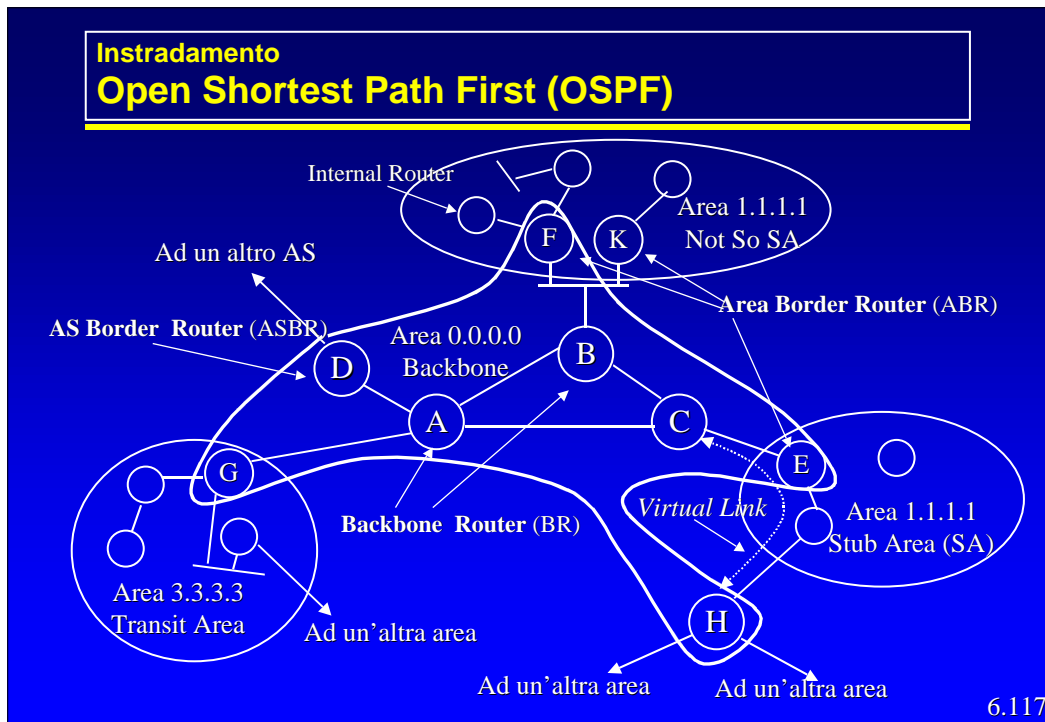 Instradamento
Open Shortest Path First (OSPF)
Internal Router
Area 1.1.1.1
Not So SA
F
K
Ad un altro AS
Area Border Router (ABR)
AS Border Router (ASBR)
Area 0.0.0.0
Backbone
B
D
A
C
G
E
Virtual Link
Area 1.1.1.1
Stub Area (SA)
Backbone Router (BR)
Area 3.3.3.3
Transit Area
Ad un'altra area
H
Ad un'altra area
Ad un'altra area
6.117